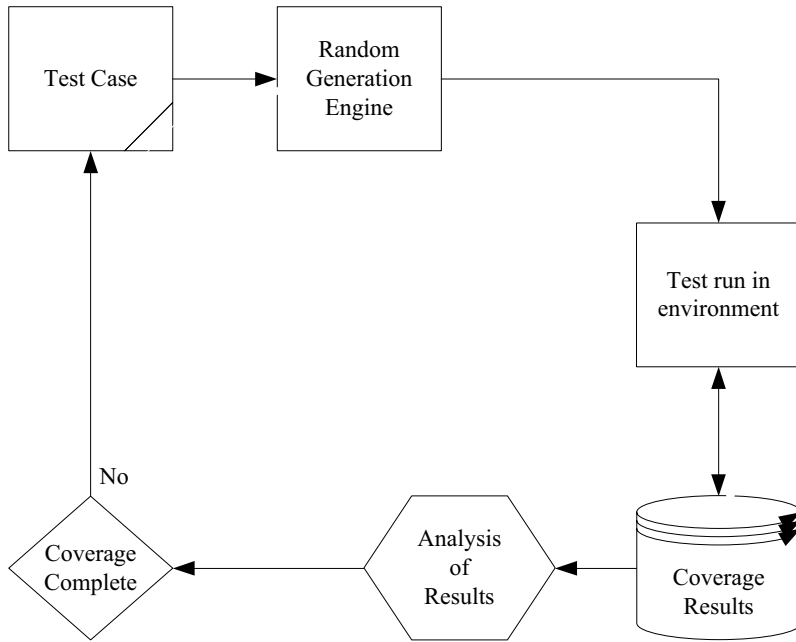 Test Case
Random
Generation
Engine
Test run in
environment
No
Coverage
Complete
Analysis
of
Results
Coverage
Results